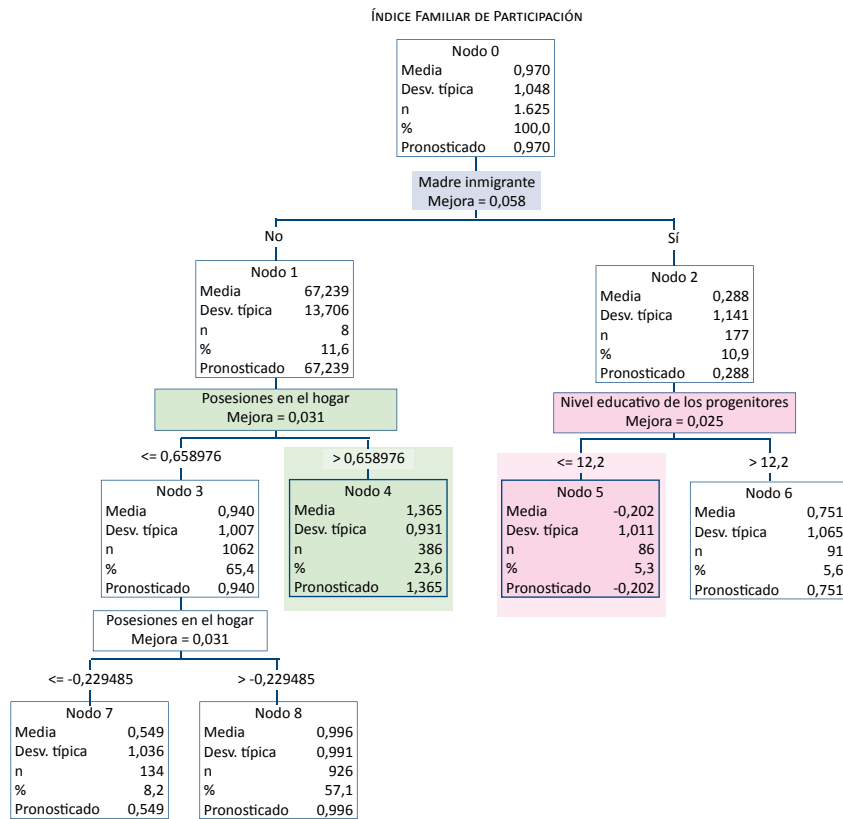 ÍNDICE FAMILIAR DE PARTICIPACIÓN
Nodo 0
Media 0,970
Desv. típica 1,048
n 1.625
% 100,0
Pronosticado 0,970
Madre inmigrante
Mejora = 0,058
No
Sí
Nodo 1
Media 67,239
Desv. típica 13,706
n 8
% 11,6
Pronosticado 67,239
Nodo 2
Media 0,288
Desv. típica 1,141
n 177
% 10,9
Pronosticado 0,288
Posesiones en el hogar
Mejora = 0,031
Nivel educativo de los progenitores
Mejora = 0,025
<= 0,658976
> 0,658976
<= 12,2
> 12,2
Nodo 3
Media 0,940
Desv. típica 1,007
n 1062
% 65,4
Pronosticado 0,940
Nodo 4
Media 1,365
Desv. típica 0,931
n 386
% 23,6
Pronosticado 1,365
Nodo 5
Media -0,202
Desv. típica 1,011
n 86
% 5,3
Pronosticado -0,202
Nodo 6
Media 0,751
Desv. típica 1,065
n 91
% 5,6
Pronosticado 0,751
Posesiones en el hogar
Mejora = 0,031
<= -0,229485
> -0,229485
Nodo 7
Media 0,549
Desv. típica 1,036
n 134
% 8,2
Pronosticado 0,549
Nodo 8
Media 0,996
Desv. típica 0,991
n 926
% 57,1
Pronosticado 0,996